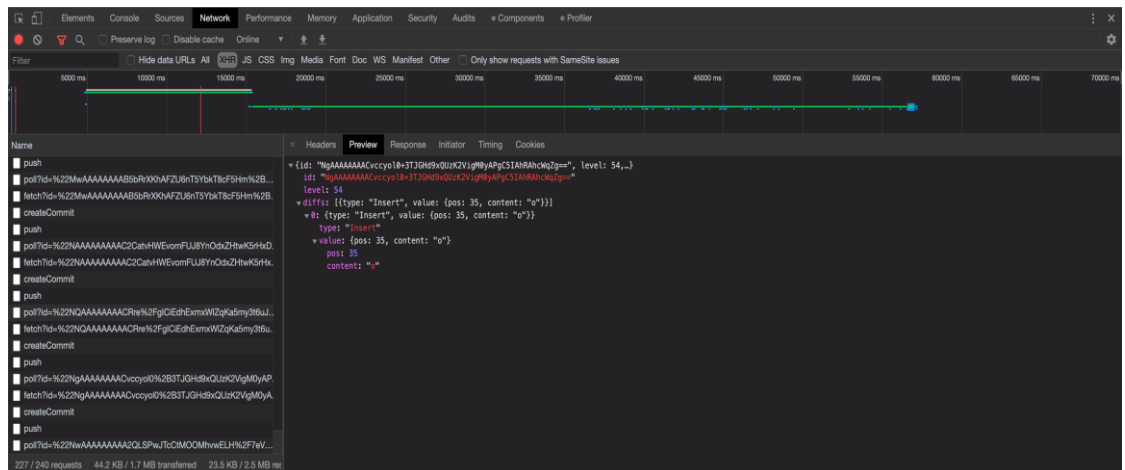 Elements Console Sources Network Performance Memory Application Security Audits Components Profiler
Preserve log Disable cache Online
Filter Hide data URLs All XHR JS CSS Img Media Font Doc WS Manifest Other Only show requests with SameSite issues
5000 ms 10000 ms 15000 ms 20000 ms 25000 ms 30000 ms 35000 ms 40000 ms 45000 ms 50000 ms 55000 ms 60000 ms 65000 ms 70000 ms
Name
push
createCommit
push
createCommit
push
createCommit
push
createCommit
push
227 / 240 requests 44.2 KB / 1.7 MB transferred 23.5 KB / 2.5 MB
× Headers Preview Response Initiator Timing Cookies
level: 54,…}
level: 54
diffs: [{type: "Insert", value: {pos: 35, content: "o"}}]
0: {type: "Insert", value: {pos: 35, content: "o"}}
type: "Insert"
value: {pos: 35, content: "o"}
pos: 35
content: "o"